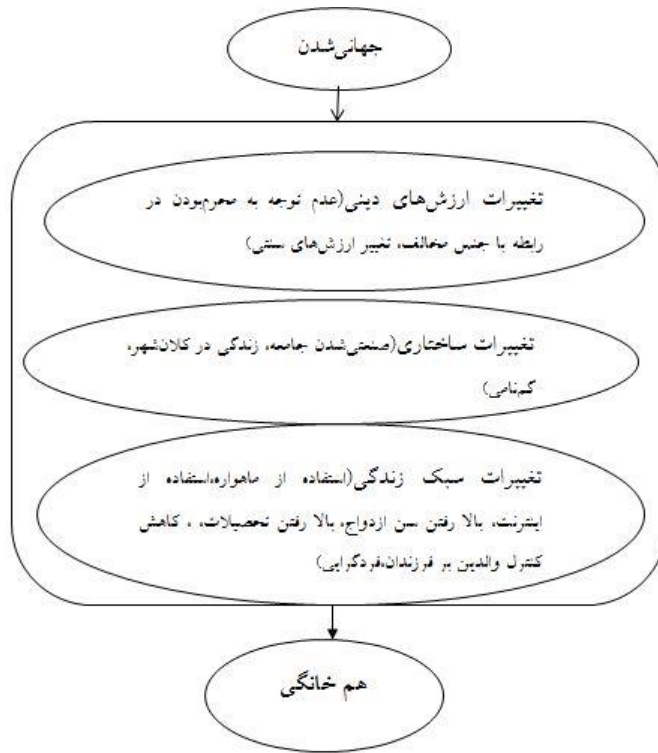 جهانی‌شدن
تغییرات ارزش‌های دینی(عدم توجه به محرم‌بودن در
رابطه با جنس مخالف، تغییر ارزش‌های سنتی)
تغییرات ساختاری(صنعتی‌شدن جامعه، زندگی در کلان‌شهر،
گم‌نامی)
تغییرات سبک زندگی(استفاده از ماهواره،استفاده از
اینترنت، بالا رفتن سن ازدواج، بالا رفتن تحصیلات، ، کاهش
کنترل والدین بر فرزندان،فردگرایی)
هم خانگی